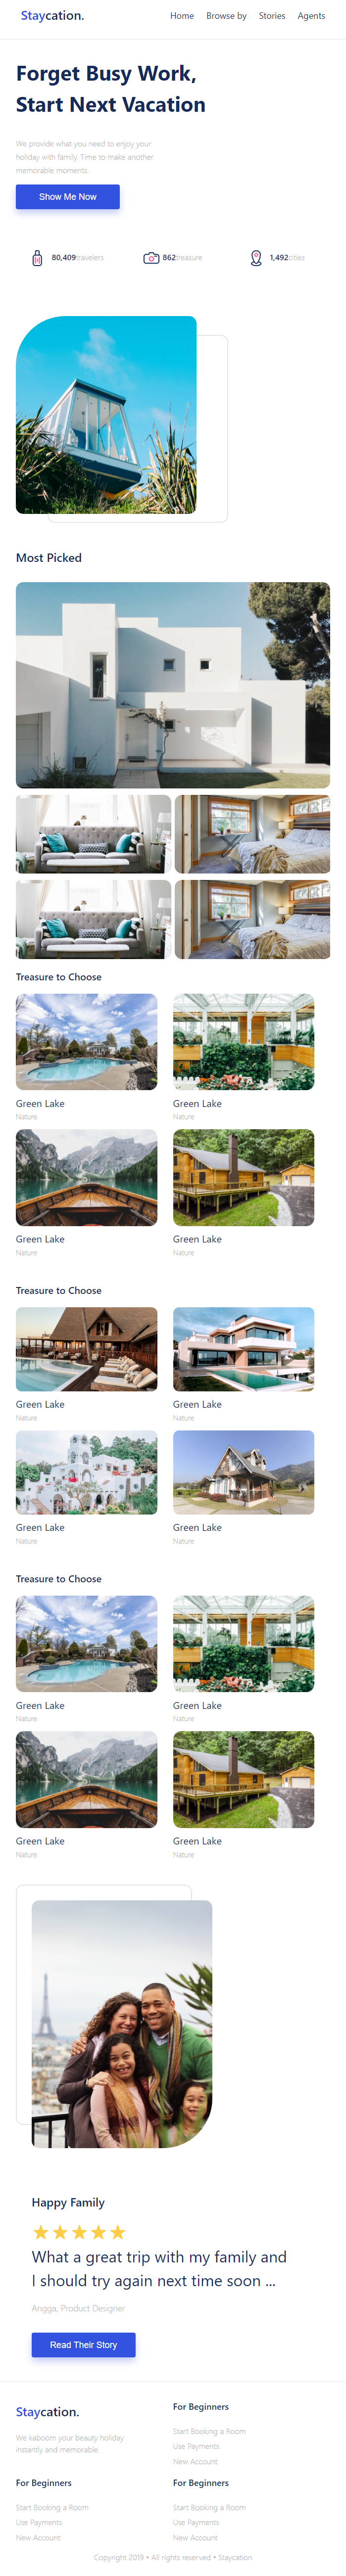 Staycation.
Home Browse by Stories Agents
Forget Busy Work,
Start Next Vacation
We provide what you need to enjoy your
holiday with family. Time to make another
memorable moments.
Show Me Now
80,409travelers
862treasure
1,492cities
Most Picked
Treasure to Choose
Green Lake
Nature
Green Lake
Nature
Green Lake
Nature
Green Lake
Nature
Treasure to Choose
Green Lake
Nature
Green Lake
Nature
Green Lake
Nature
Green Lake
Nature
Treasure to Choose
Green Lake
Nature
Green Lake
Nature
Green Lake
Nature
Green Lake
Nature
Happy Family
What a great trip with my family and
I should try again next time soon ...
Angga, Product Designer
Read Their Story
Staycation.
We kaboom your beauty holiday
instantly and memorable.
For Beginners
Start Booking a Room
Use Payments
New Account
For Beginners
Start Booking a Room
Use Payments
New Account
For Beginners
Start Booking a Room
Use Payments
New Account
Copyright 2019 • All rights reserved • Staycation